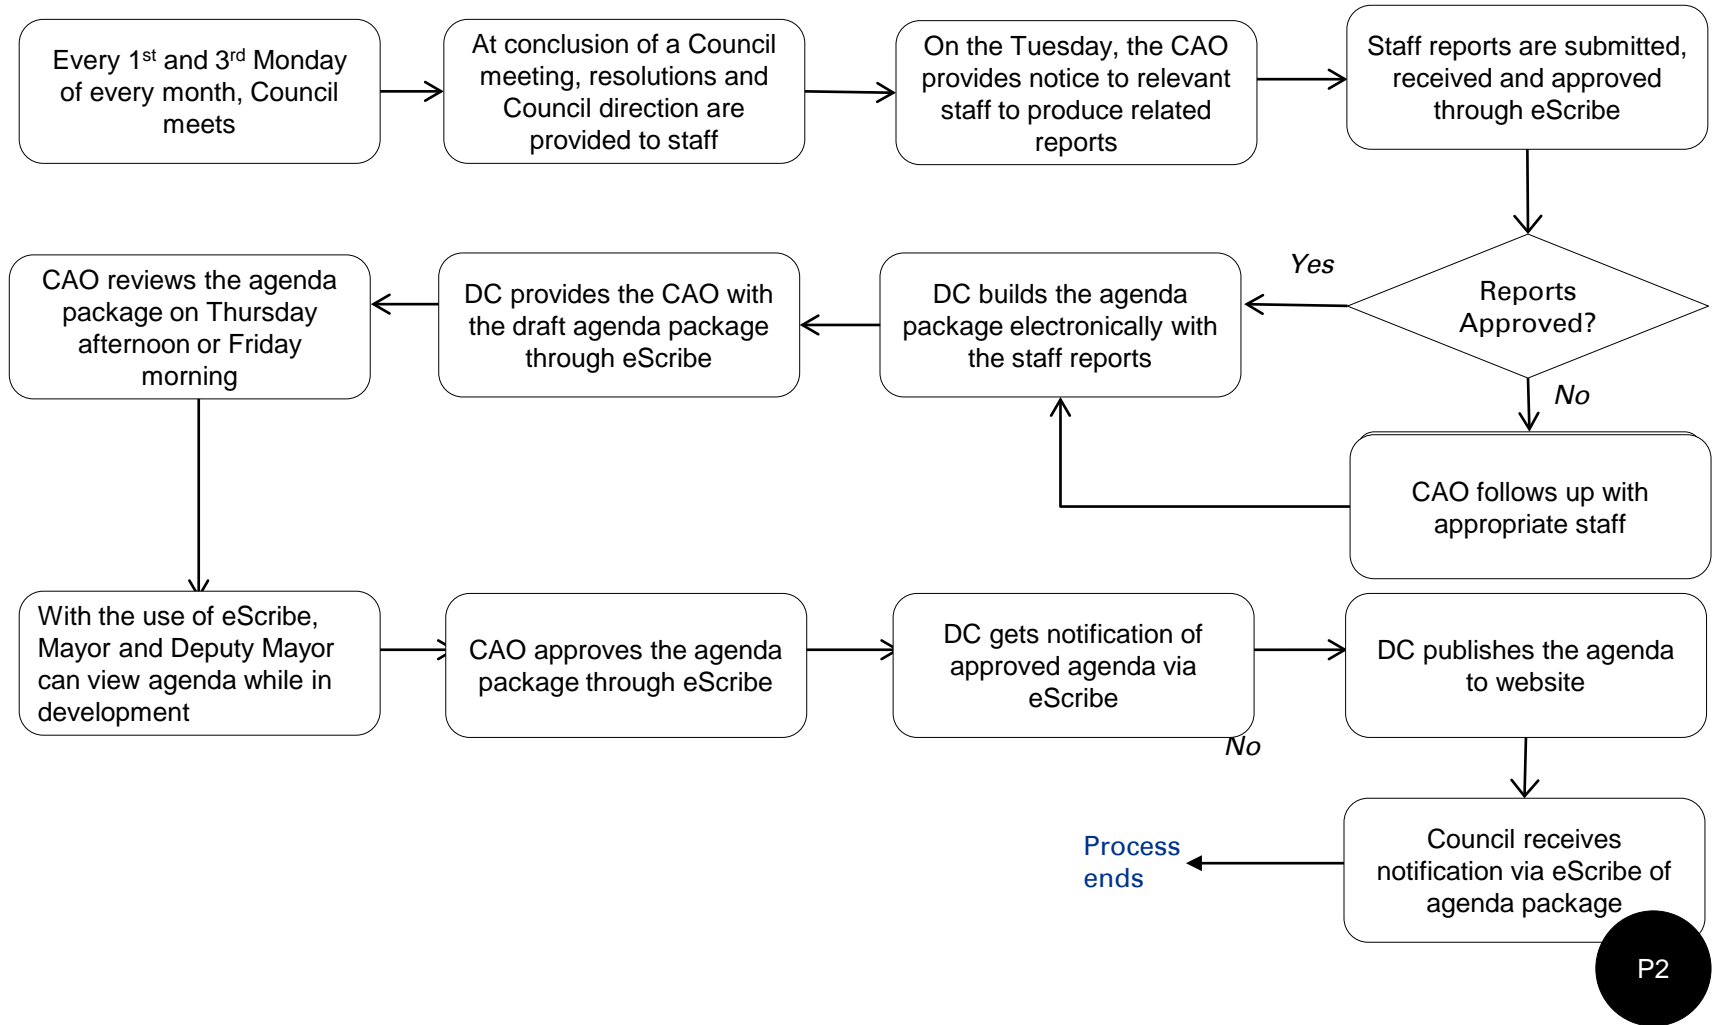 Every 1st and 3rd Monday
of every month, Council
meets
At conclusion of a Council
meeting, resolutions and
Council direction are
provided to staff
On the Tuesday, the CAO
provides notice to relevant
staff to produce related
reports
Staff reports are submitted,
received and approved
through eScribe
Reports
Approved?
Yes
No
DC builds the agenda
package electronically with
the staff reports
DC provides the CAO with
the draft agenda package
through eScribe
CAO reviews the agenda
package on Thursday
afternoon or Friday
morning
CAO follows up with
appropriate staff
With the use of eScribe,
Mayor and Deputy Mayor
can view agenda while in
development
CAO approves the agenda
package through eScribe
DC gets notification of
approved agenda via
eScribe
No
DC publishes the agenda
to website
Council receives
notification via eScribe of
agenda package
Process
ends
P2